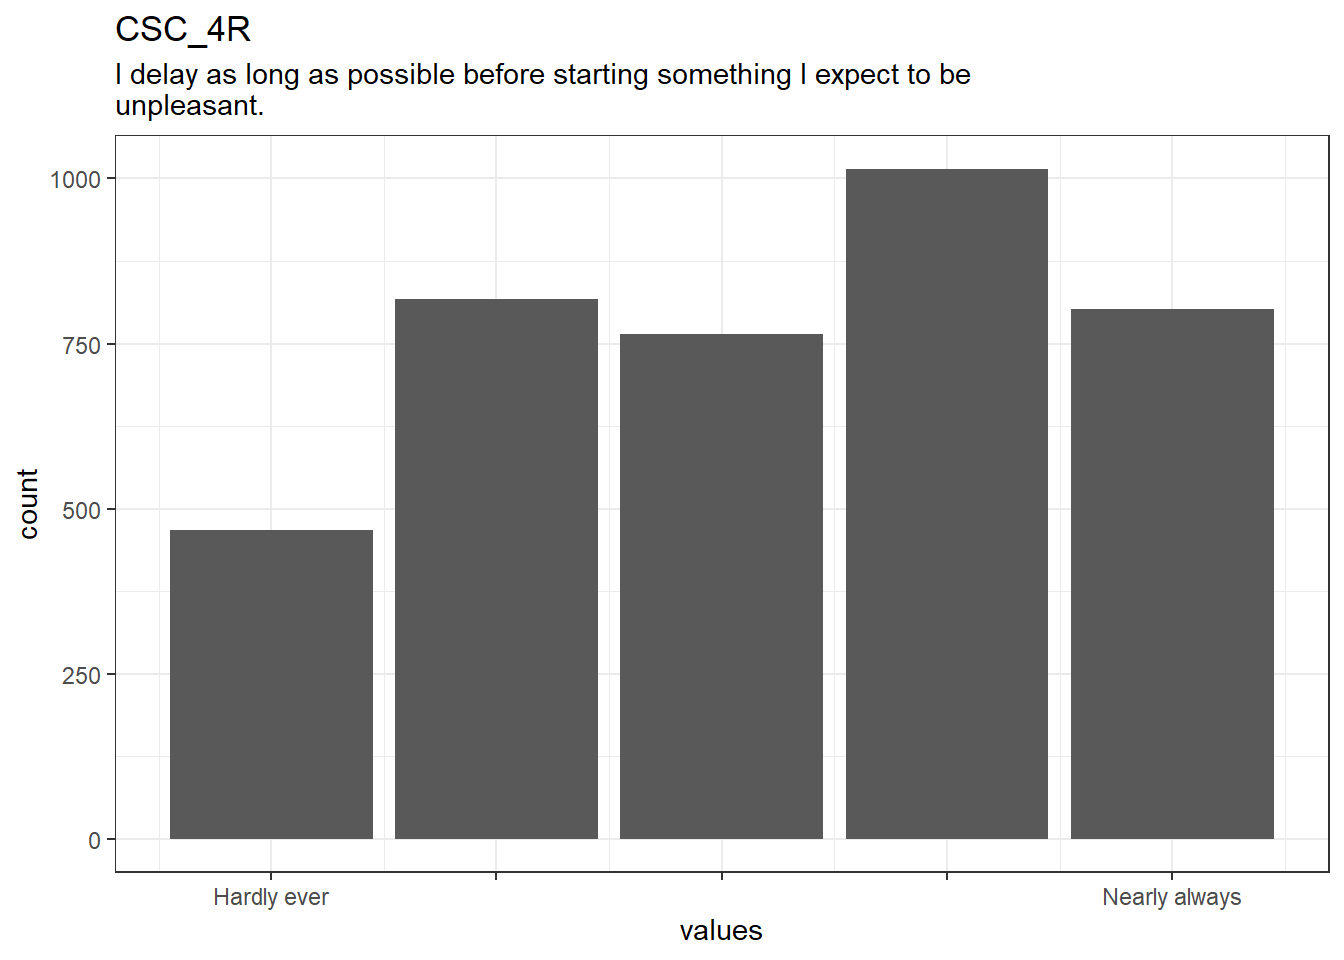 CSC_4R
I delay as long as possible before starting something I expect to be
unpleasant.
1000
750
500
250
0
count
Hardly ever
Nearly always
values